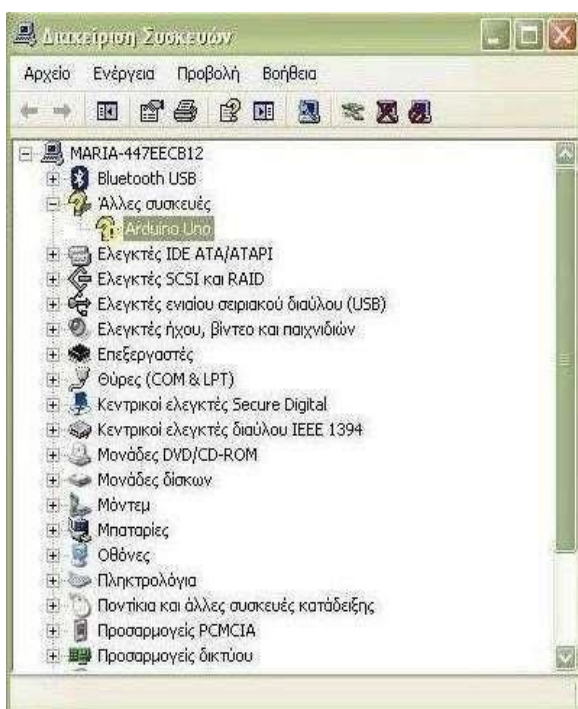 Διαχείριση Συσκευών
Αρχείο Ενέργεια Προβολή Βοήθεια
MARIA-447EECB12
Bluetooth USB
Άλλες συσκευές
Arduino Uno
Ελεγκτές IDE ATA/ATAPI
Ελεγκτές SCSI και RAID
Ελεγκτές ενιαίου σειριακού διαύλου (USB)
Ελεγκτές ήχου, βίντεο και παιχνιδιών
Επεξεργαστές
Θύρες (COM & LPT)
Κεντρικοί ελεγκτές Secure Digital
Κεντρικοί ελεγκτές διαύλου IEEE 1394
Μονάδες DVD/CD-ROM
Μονάδες δίσκων
Μόντεμ
Μπαταρίες
Οθόνες
Πληκτρολόγια
Ποντίκια και άλλες συσκευές κατάδειξης
Προσαρμογείς PCMCIA
Προσαρμογείς δικτύου